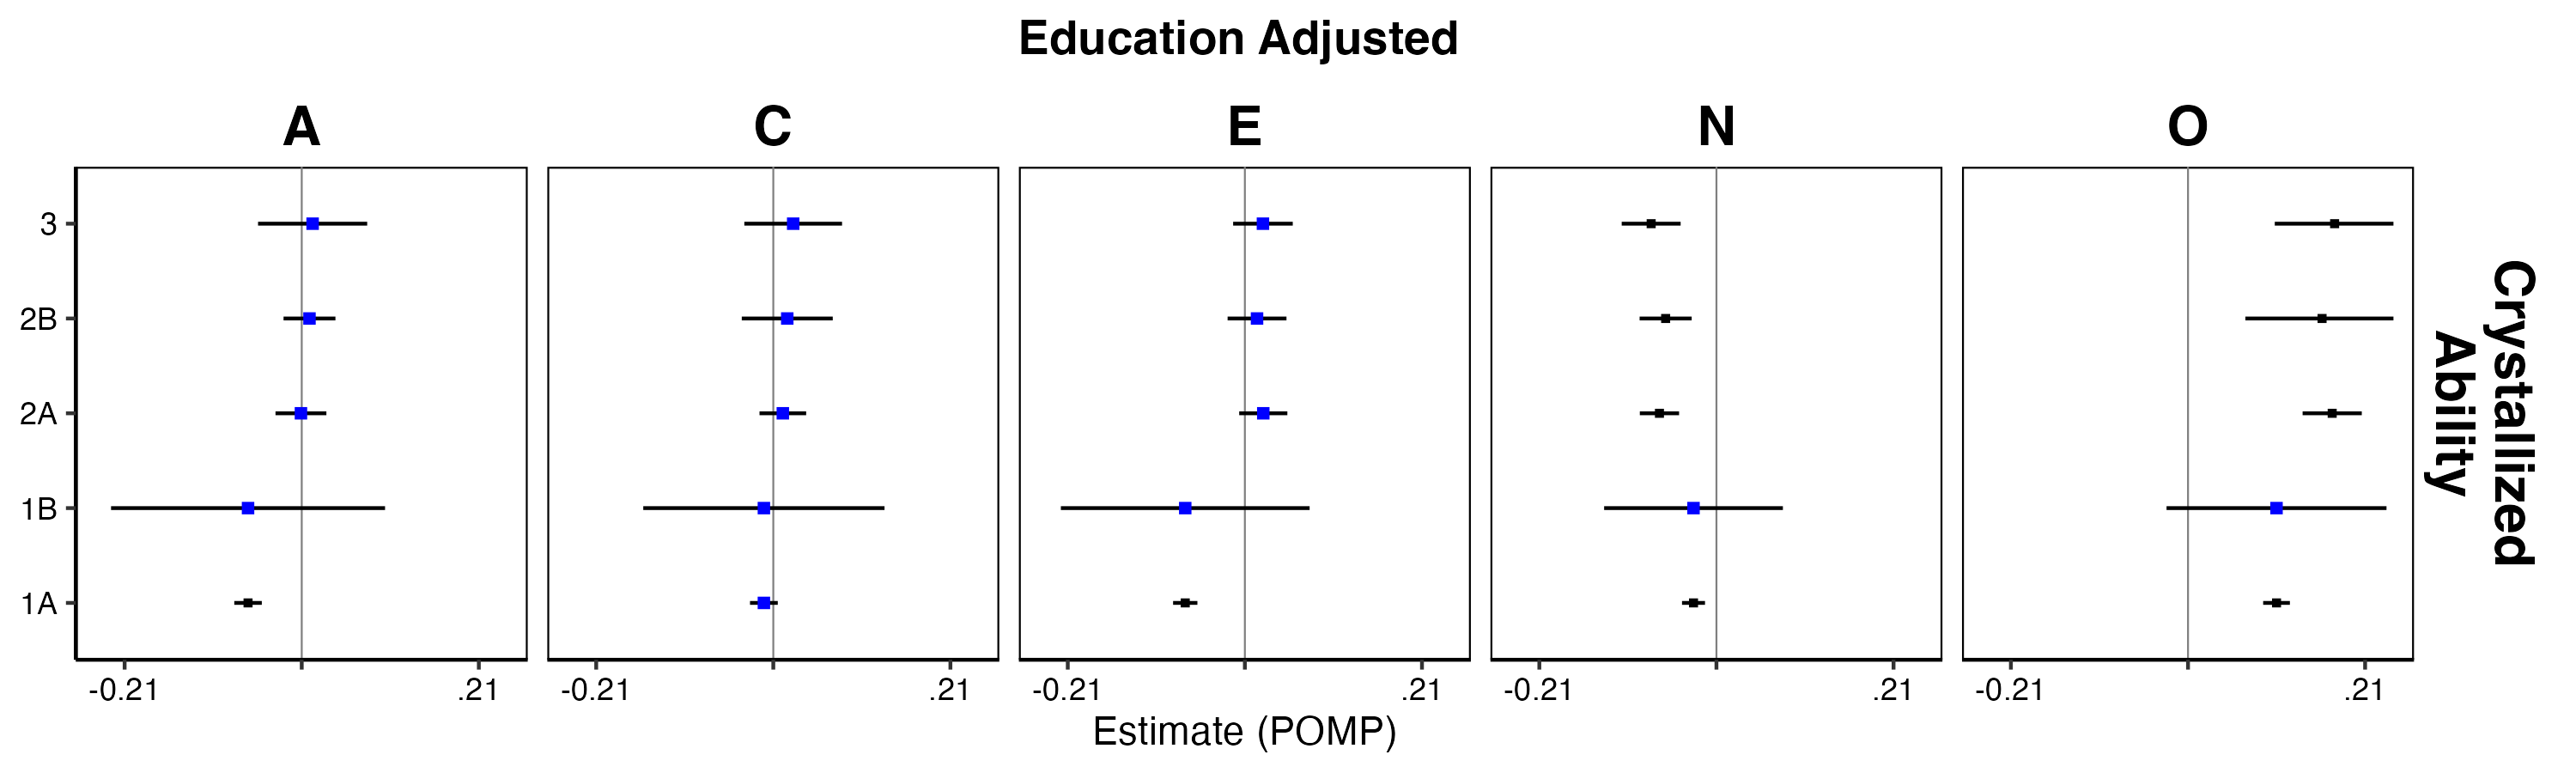 Education Adjusted
A C E N O
3
2B
2A
1B
1A
-0.21 .21 -0.21 .21 -0.21 .21 -0.21 .21 -0.21 .21
Estimate (POMP)
Crystallized
Ability